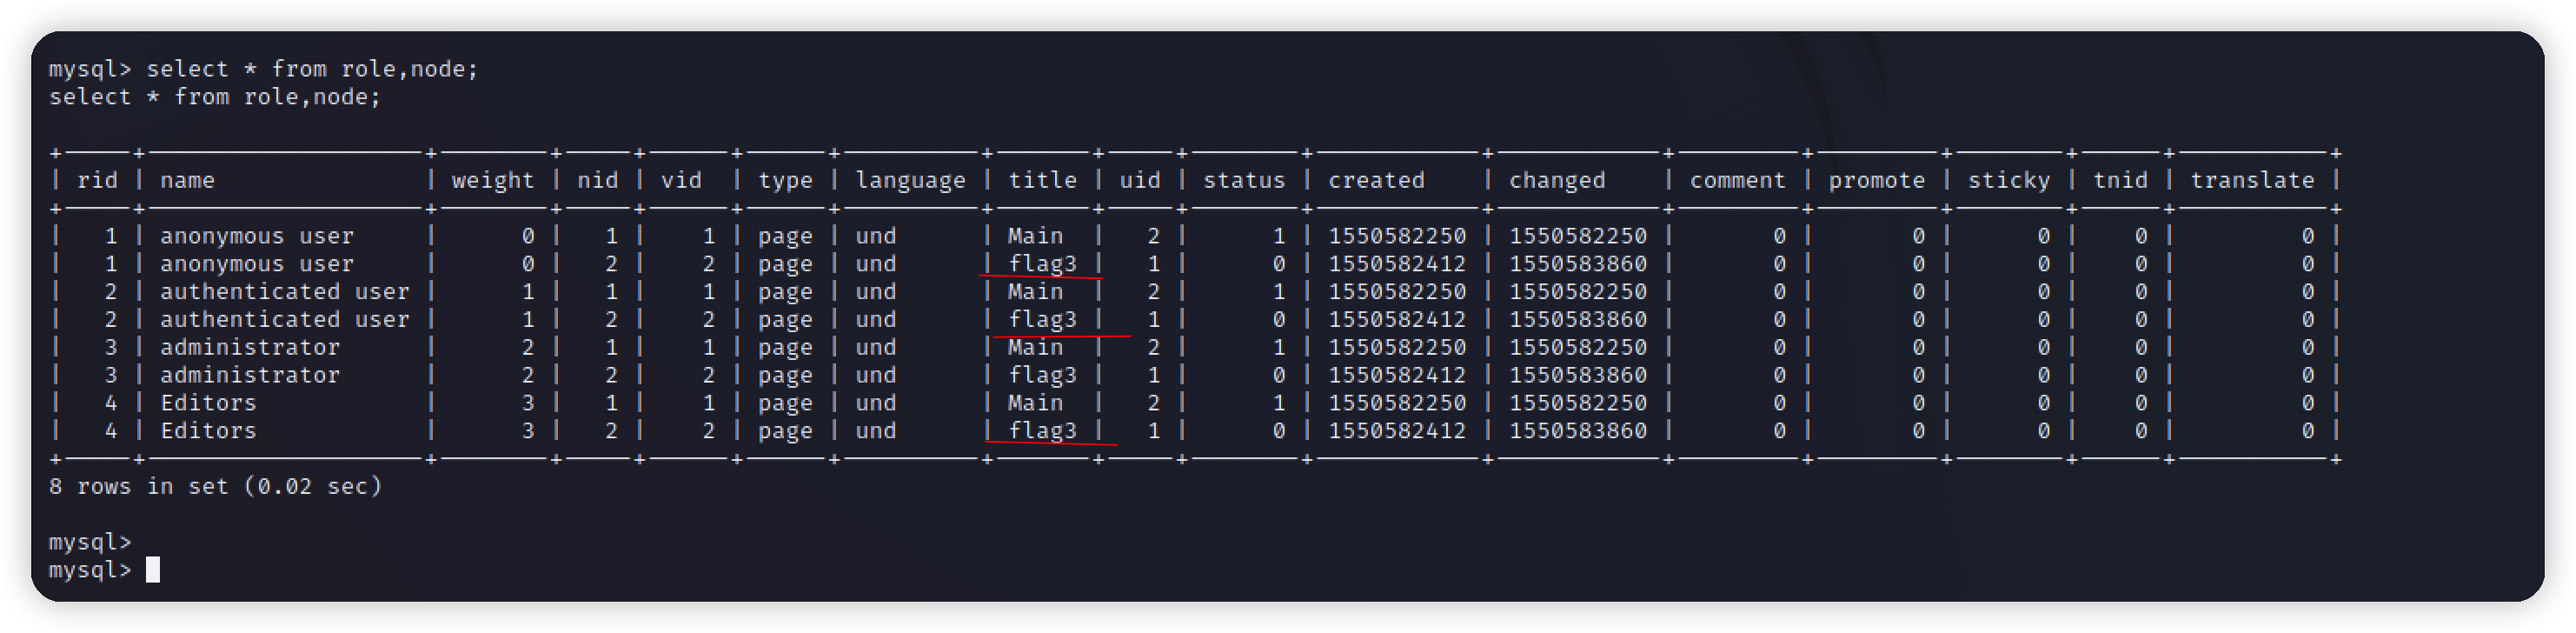 mysql> select * from role,node;
select * from role,node;
| rid | name | weight | nid | vid | type | language | title | uid | status | created | changed | comment | promote | sticky | tnid | translate |
| 1 | anonymous user | 0 | 1 | 1 | page | und | Main | 2 | 1 | 1550582250 | 1550582250 | 0 | 0 | 0 | 0 | 0 |
| 1 | anonymous user | 0 | 2 | 2 | page | und | flag3 | 1 | 0 | 1550582412 | 1550583860 | 0 | 0 | 0 | 0 | 0 |
| 2 | authenticated user | 1 | 1 | 1 | page | und | Main | 2 | 1 | 1550582250 | 1550582250 | 0 | 0 | 0 | 0 | 0 |
| 2 | authenticated user | 1 | 2 | 2 | page | und | flag3 | 1 | 0 | 1550582412 | 1550583860 | 0 | 0 | 0 | 0 | 0 |
| 3 | administrator | 2 | 1 | 1 | page | und | Main | 2 | 1 | 1550582250 | 1550582250 | 0 | 0 | 0 | 0 | 0 |
| 3 | administrator | 2 | 2 | 2 | page | und | flag3 | 1 | 0 | 1550582412 | 1550583860 | 0 | 0 | 0 | 0 | 0 |
| 4 | Editors | 3 | 1 | 1 | page | und | Main | 2 | 1 | 1550582250 | 1550582250 | 0 | 0 | 0 | 0 | 0 |
| 4 | Editors | 3 | 2 | 2 | page | und | flag3 | 1 | 0 | 1550582412 | 1550583860 | 0 | 0 | 0 | 0 | 0 |
8 rows in set (0.02 sec)
mysql>
mysql>